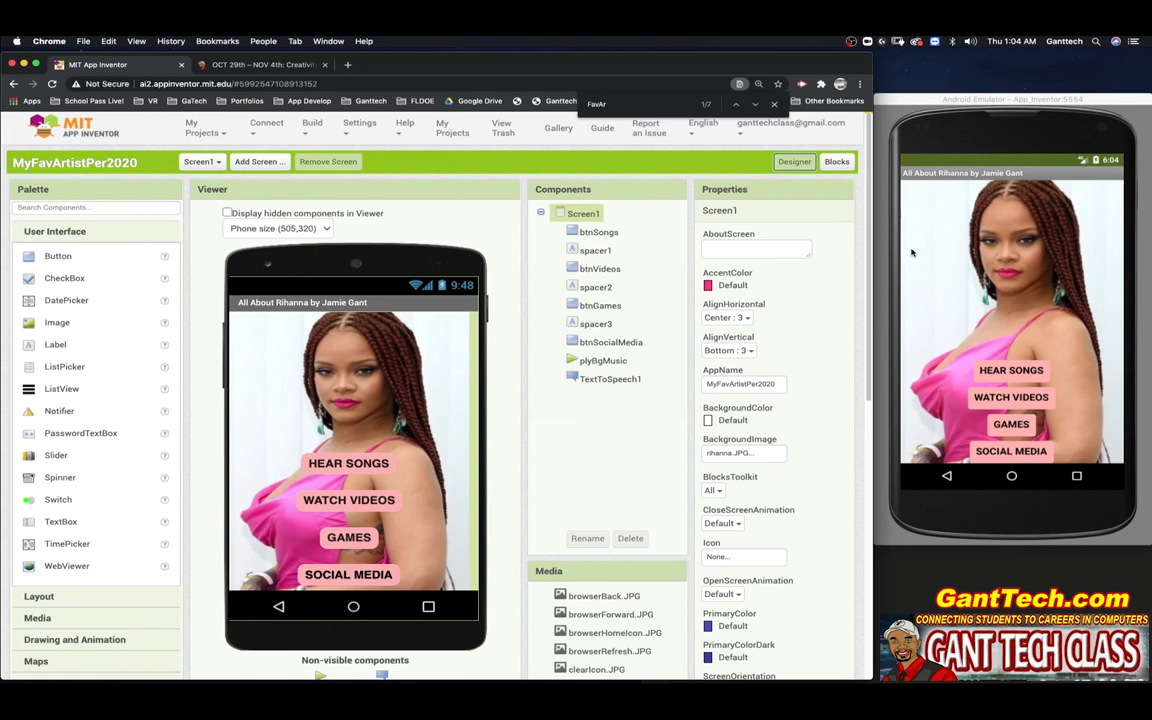 Chrome File Edit View History Bookmarks People Tab Window Help
Thu 1:04 AM Ganttech
MIT App Inventor
OCT 29th – NOV 4th: Creativit
Not Secure | ai2.appinventor.mit.edu/#5992547108913152
FavAr 1/7
Apps School Pass Live! VR GaTech Portfolios App Develop Ganttech FLDOE Google Drive Ganttech Other Bookmarks
Android Emulator - App_Inventor:5554
MIT
APP INVENTOR
My Projects
Connect
Build
Settings
Help
My Projects
View Trash
Gallery
Guide
Report an Issue
English
ganttechclass@gmail.com
MyFavArtistPer2020
Screen1
Add Screen ...
Remove Screen
Designer
Blocks
Palette
Search Components...
User Interface
Button
CheckBox
DatePicker
Image
Label
ListPicker
ListView
Notifier
PasswordTextBox
Slider
Spinner
Switch
TextBox
TimePicker
WebViewer
Layout
Media
Drawing and Animation
Maps
Viewer
Display hidden components in Viewer
Phone size (505,320)
9:48
All About Rihanna by Jamie Gant
HEAR SONGS
WATCH VIDEOS
GAMES
SOCIAL MEDIA
Non-visible components
Components
Screen1
btnSongs
spacer1
btnVideos
spacer2
btnGames
spacer3
btnSocialMedia
plyBgMusic
TextToSpeech1
Rename
Delete
Media
browserBack.JPG
browserForward.JPG
browserHomeIcon.JPG
browserRefresh.JPG
clearIcon.JPG
Properties
Screen1
AboutScreen
AccentColor
Default
AlignHorizontal
Center : 3
AlignVertical
Bottom : 3
AppName
MyFavArtistPer2020
BackgroundColor
Default
BackgroundImage
rihanna.JPG...
BlocksToolkit
All
CloseScreenAnimation
Default
Icon
None...
OpenScreenAnimation
Default
PrimaryColor
Default
PrimaryColorDark
Default
ScreenOrientation
6:04
All About Rihanna by Jamie Gant
HEAR SONGS
WATCH VIDEOS
GAMES
SOCIAL MEDIA
GantTech.com
CONNECTING STUDENTS TO CAREERS IN COMPUTERS
GANT TECH CLASS